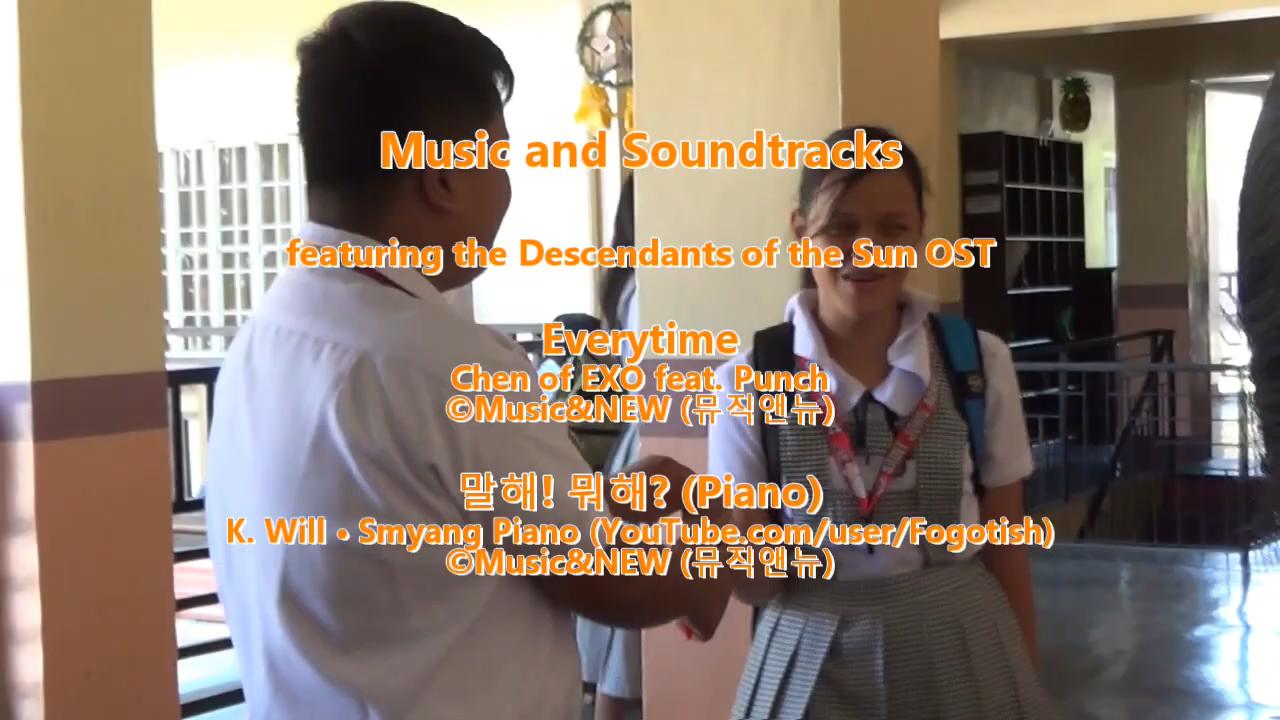 Music and Soundtracks
featuring the Descendants of the Sun OST
Everytime
Chen of EXO feat. Punch
©Music&NEW (뮤직앤뉴)
말해! 뭐해? (Piano)
K. Will • Smyang Piano (YouTube.com/user/Fogotish)
©Music&NEW (뮤직앤뉴)